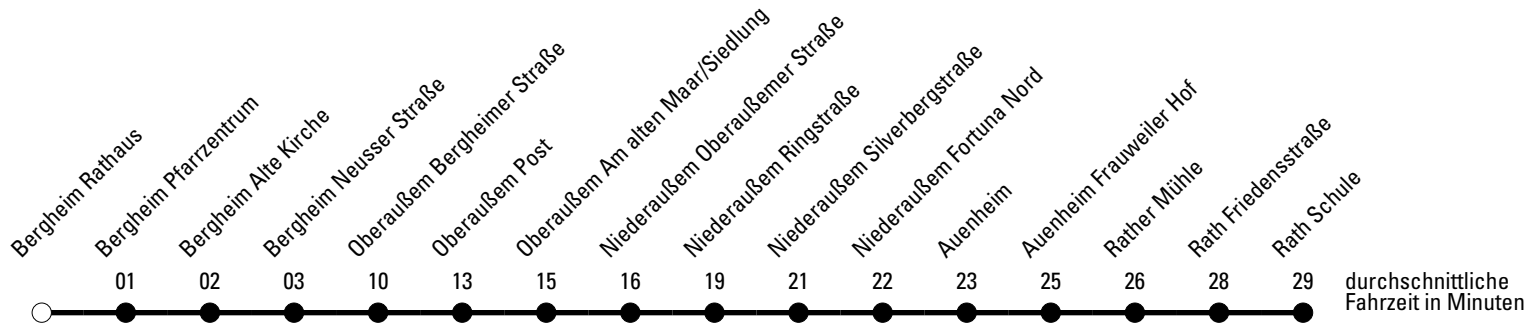 Bergheim Rathaus
Bergheim Pfarrzentrum
Bergheim Alte Kirche
Bergheim Neusser Straße
Oberaußem Bergheimer Straße
Oberaußem Post
Oberaußem Am alten Maar/Siedlung
Niederaußem Oberaußemer Straße
Niederaußem Ringstraße
Niederaußem Silverbergstraße
Niederaußem Fortuna Nord
Auenheim
Auenheim Frauweiler Hof
Rather Mühle
Rath Friedensstraße
Rath Schule
01 02 03 10 13 15 16 19 21 22 23 25 26 28 29
durchschnittliche
Fahrzeit in Minuten